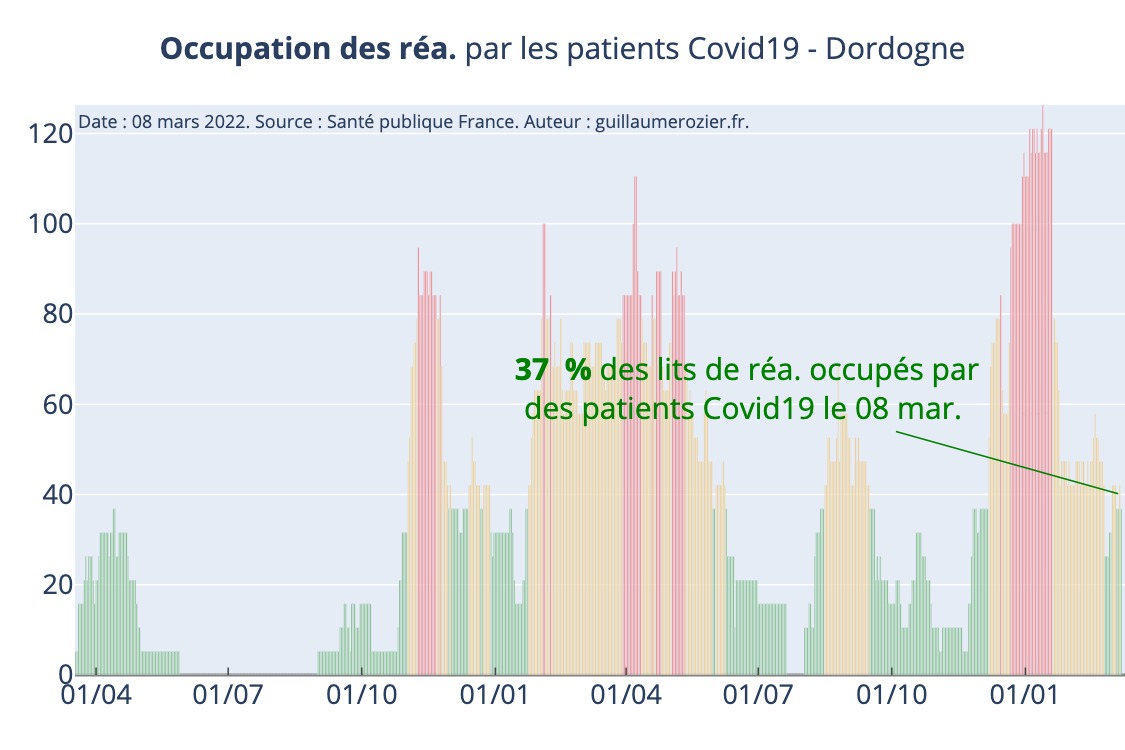 Occupation des réa. par les patients Covid19 - Dordogne
Date : 08 mars 2022. Source : Santé publique France. Auteur : guillaumerozier.fr.
120
100
80
60
40
20
0
37 % des lits de réa. occupés par
des patients Covid19 le 08 mar.
01/04 01/07 01/10 01/01 01/04 01/07 01/10 01/01